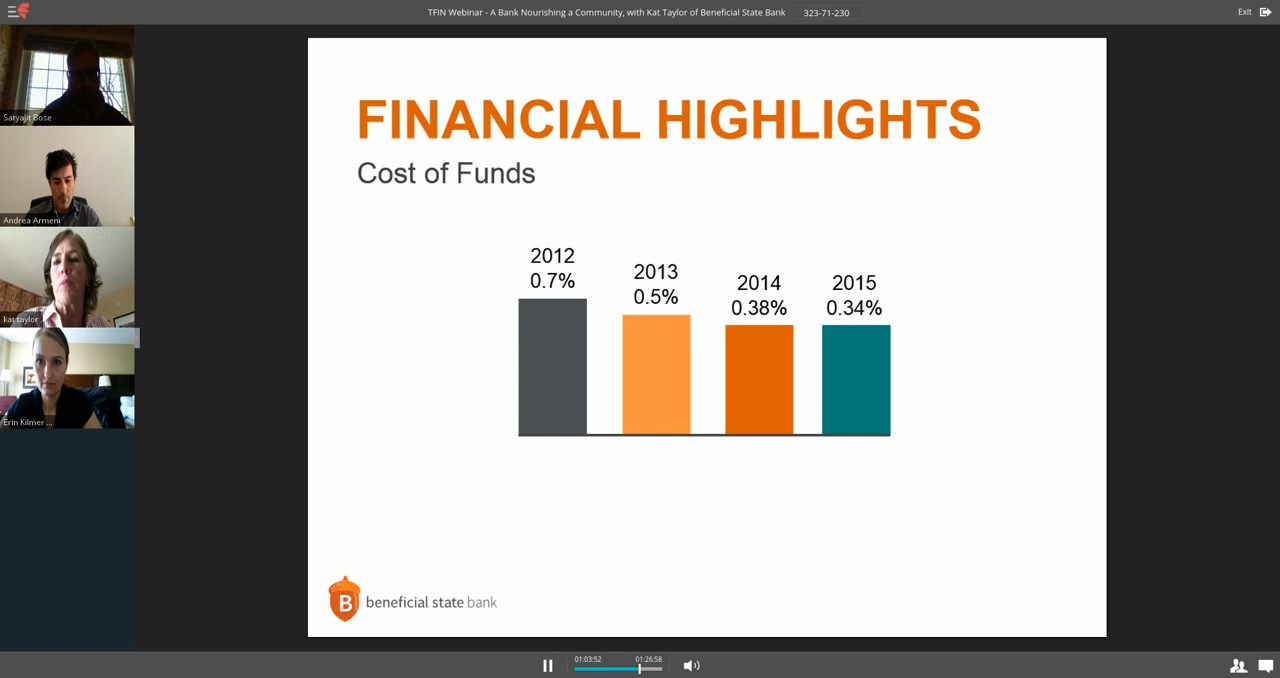 TFIN Webinar - A Bank Nourishing a Community, with Kat Taylor of Beneficial State Bank
323-71-230
Exit
Satyajit Bose
Andrea Armeni
kat taylor
Erin Kilmer ...
FINANCIAL HIGHLIGHTS
Cost of Funds
2012
0.7%
2013
0.5%
2014
0.38%
2015
0.34%
B
beneficial state bank
01:03:52
01:26:58